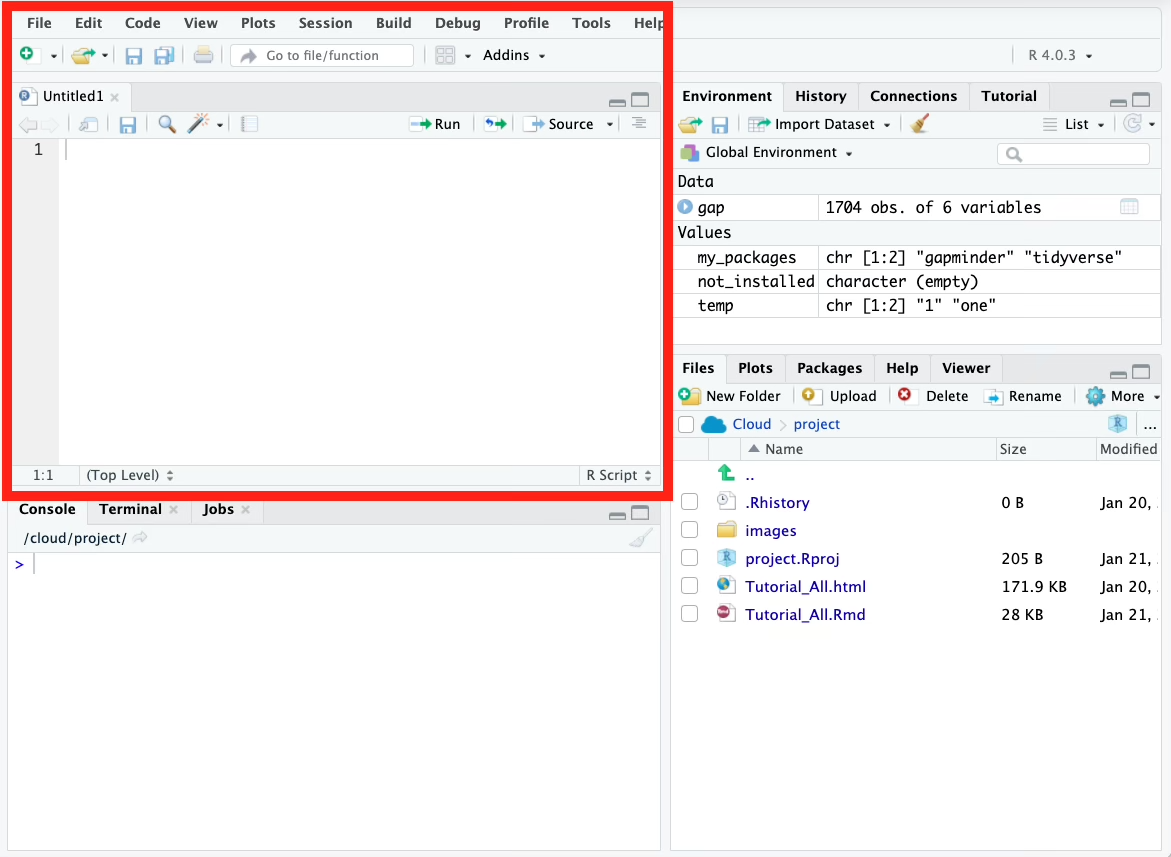 File Edit Code View Plots Session Build Debug Profile Tools Help
Go to file/function Addins R 4.0.3
Untitled1
Run Source
1
1:1 (Top Level) R Script
Console Terminal Jobs
/cloud/project/
>
Environment History Connections Tutorial
Import Dataset List
Global Environment
Data
gap 1704 obs. of 6 variables
Values
my_packages chr [1:2] "gapminder" "tidyverse"
not_installed character (empty)
temp chr [1:2] "1" "one"
Files Plots Packages Help Viewer
New Folder Upload Delete Rename More
Cloud project ...
Name Size Modified
..
.Rhistory 0 B Jan 20,
images
project.Rproj 205 B Jan 21,
Tutorial_All.html 171.9 KB Jan 20,
Tutorial_All.Rmd 28 KB Jan 21,